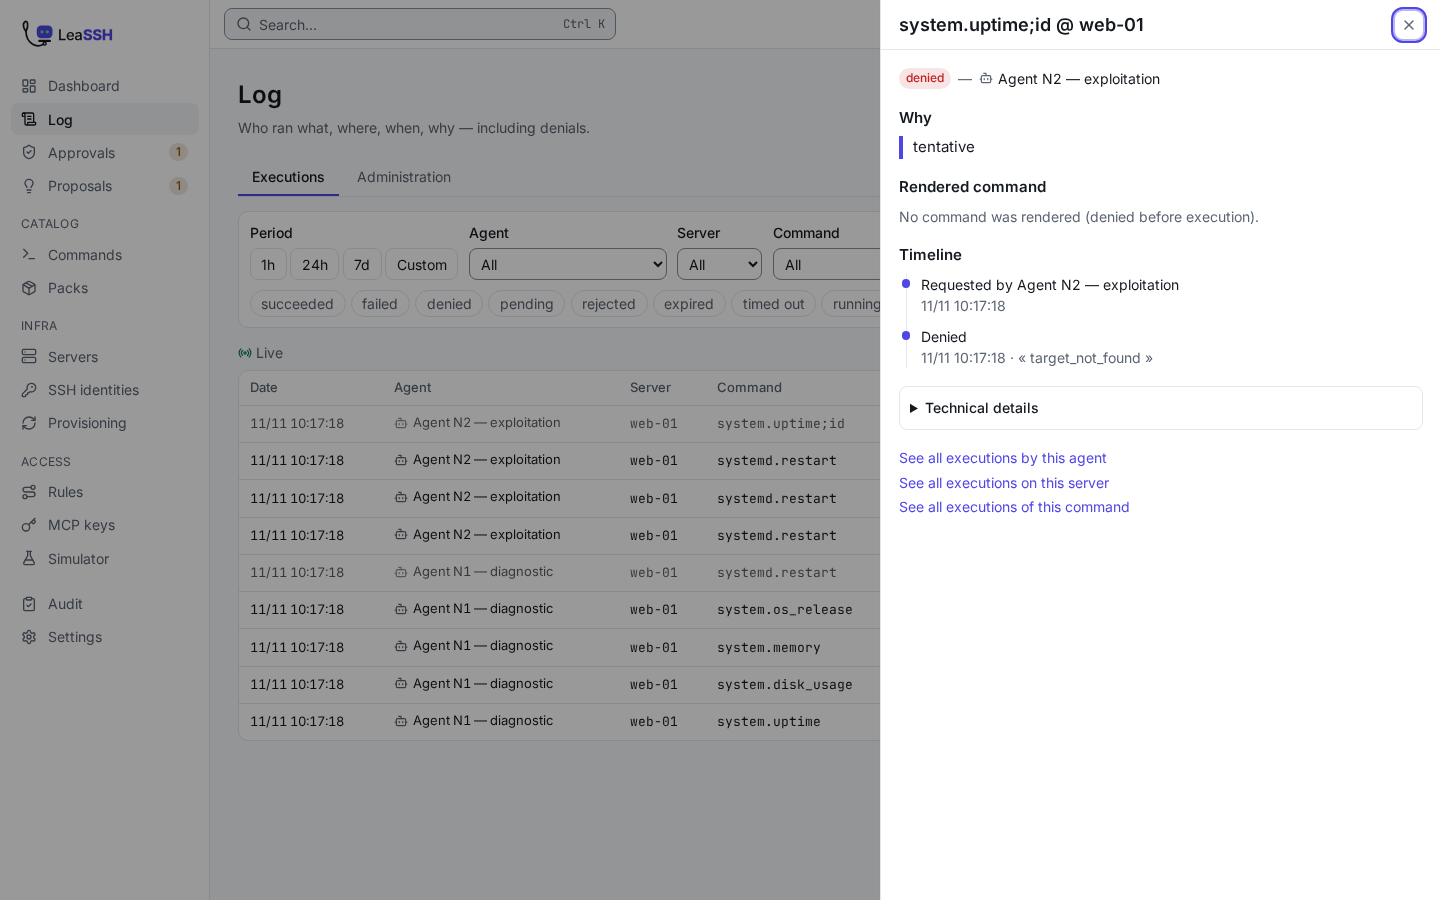 LeaSSH
Dashboard
Log
Approvals 1
Proposals 1
CATALOG
Commands
Packs
INFRA
Servers
SSH identities
Provisioning
ACCESS
Rules
MCP keys
Simulator
Audit
Settings
Search... Ctrl K
Log
Who ran what, where, when, why — including denials.
Executions Administration
Period Agent Server Command
1h 24h 7d Custom All All All
succeeded failed denied pending rejected expired timed out running
Live
Date Agent Server Command
11/11 10:17:18 Agent N2 — exploitation web-01 system.uptime;id
11/11 10:17:18 Agent N2 — exploitation web-01 systemd.restart
11/11 10:17:18 Agent N2 — exploitation web-01 systemd.restart
11/11 10:17:18 Agent N2 — exploitation web-01 systemd.restart
11/11 10:17:18 Agent N1 — diagnostic web-01 systemd.restart
11/11 10:17:18 Agent N1 — diagnostic web-01 system.os_release
11/11 10:17:18 Agent N1 — diagnostic web-01 system.memory
11/11 10:17:18 Agent N1 — diagnostic web-01 system.disk_usage
11/11 10:17:18 Agent N1 — diagnostic web-01 system.uptime
system.uptime;id @ web-01
denied — Agent N2 — exploitation
Why
tentative
Rendered command
No command was rendered (denied before execution).
Timeline
Requested by Agent N2 — exploitation
11/11 10:17:18
Denied
11/11 10:17:18 · « target_not_found »
Technical details
See all executions by this agent
See all executions on this server
See all executions of this command